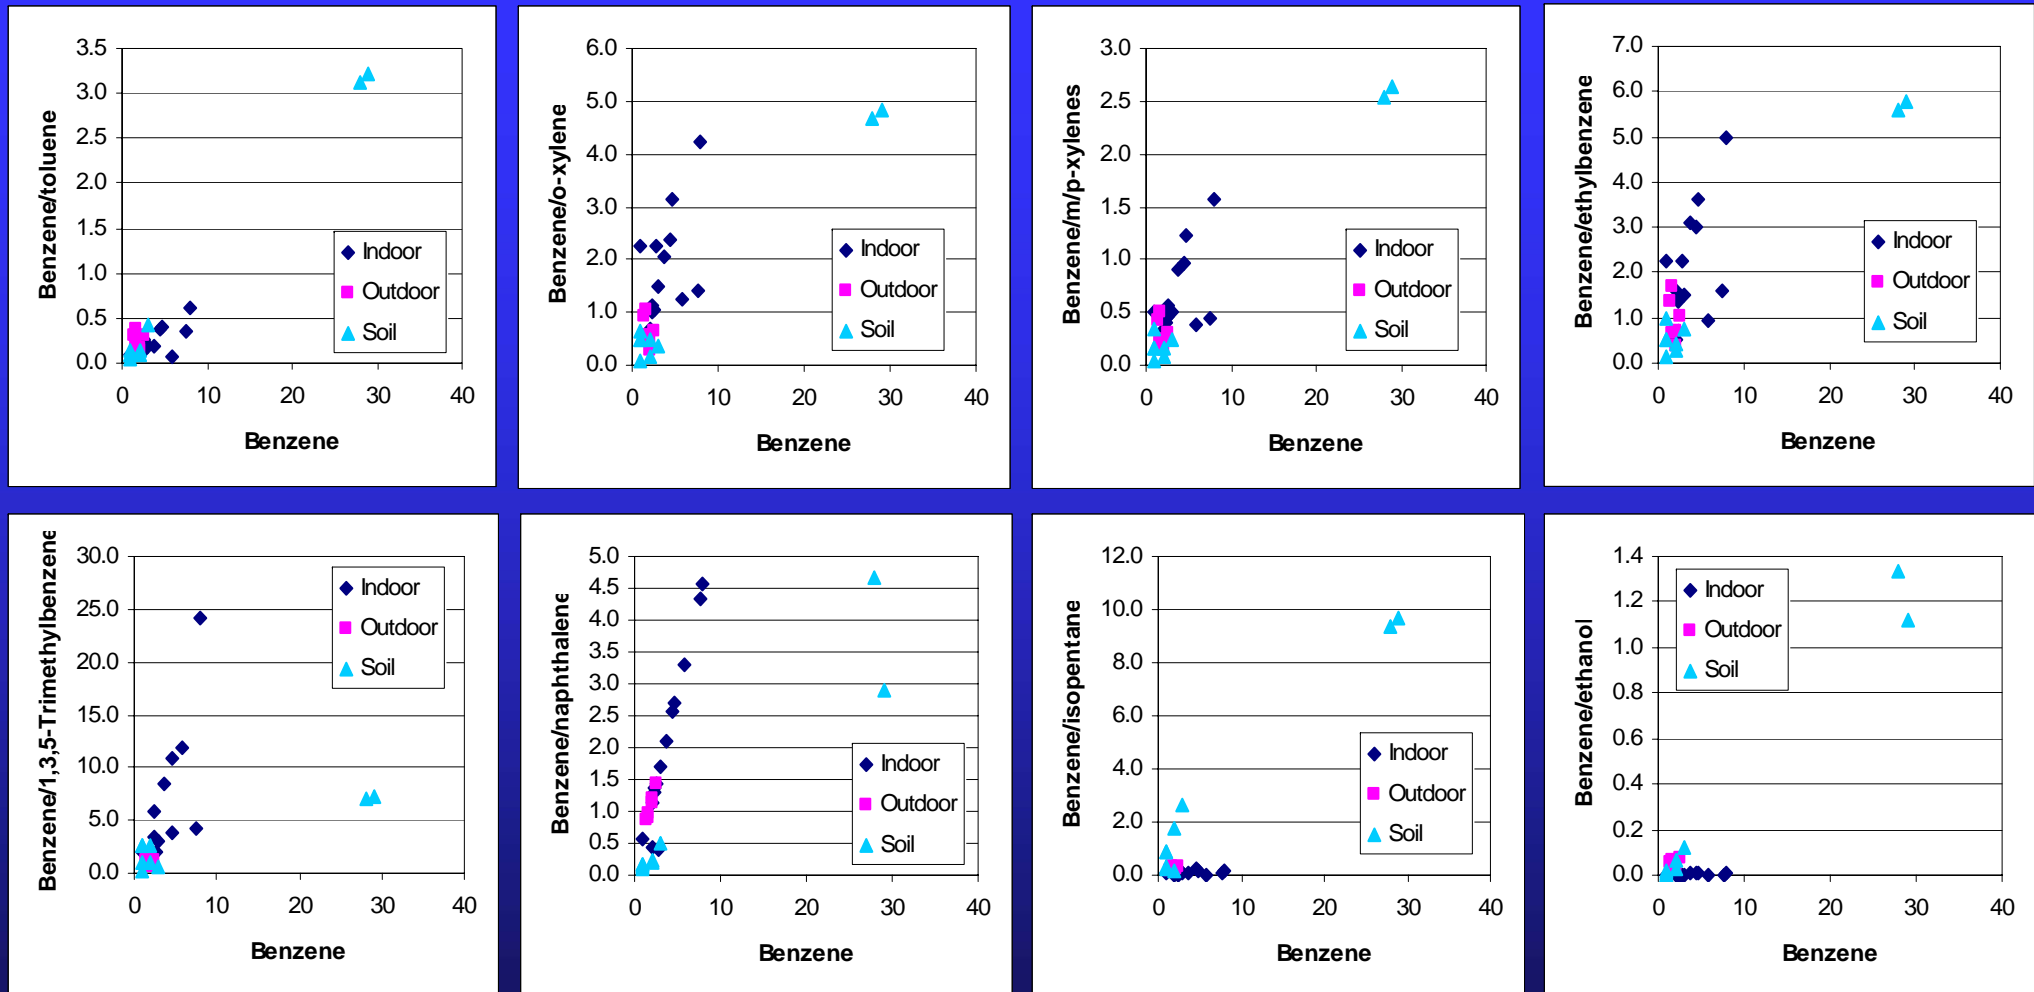 3.5
3.0
2.5
2.0
1.5
1.0
0.5
0.0
Benzene/toluene
Indoor
Outdoor
Soil
0 10 20 30 40
Benzene
6.0
5.0
4.0
3.0
2.0
1.0
0.0
Benzene/o-xylene
Indoor
Outdoor
Soil
0 10 20 30 40
Benzene
3.0
2.5
2.0
1.5
1.0
0.5
0.0
Benzene/m/p-xylenes
Indoor
Outdoor
Soil
0 10 20 30 40
Benzene
7.0
6.0
5.0
4.0
3.0
2.0
1.0
0.0
Benzene/ethylbenzene
Indoor
Outdoor
Soil
0 10 20 30 40
Benzene
30.0
25.0
20.0
15.0
10.0
5.0
0.0
Benzene/1,3,5-Trimethylbenzene
Indoor
Outdoor
Soil
0 10 20 30 40
Benzene
5.0
4.5
4.0
3.5
3.0
2.5
2.0
1.5
1.0
0.5
0.0
Benzene/naphthalene
Indoor
Outdoor
Soil
0 10 20 30 40
Benzene
12.0
10.0
8.0
6.0
4.0
2.0
0.0
Benzene/isopentane
Indoor
Outdoor
Soil
0 10 20 30 40
Benzene
1.4
1.2
1.0
0.8
0.6
0.4
0.2
0.0
Benzene/ethanol
Indoor
Outdoor
Soil
0 10 20 30 40
Benzene